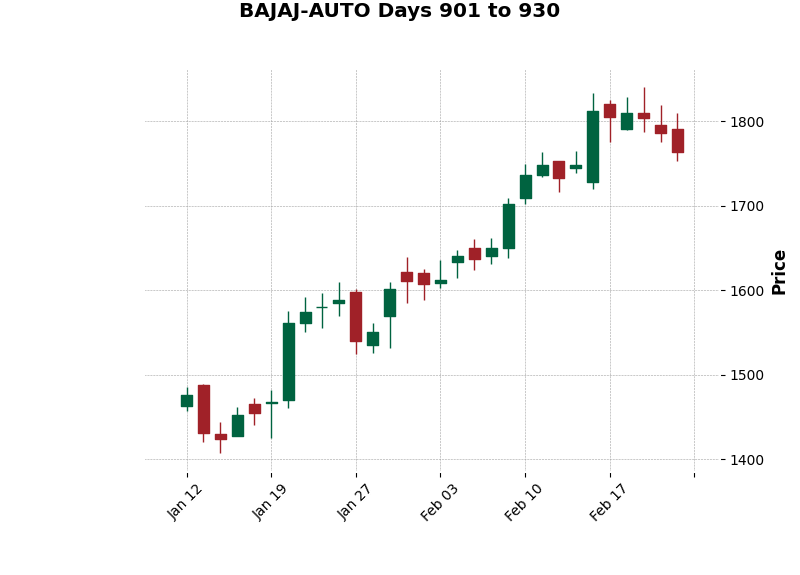 BAJAJ-AUTO Days 901 to 930
1800
1700
1600
1500
1400
Price
Jan 12
Jan 19
Jan 27
Feb 03
Feb 10
Feb 17